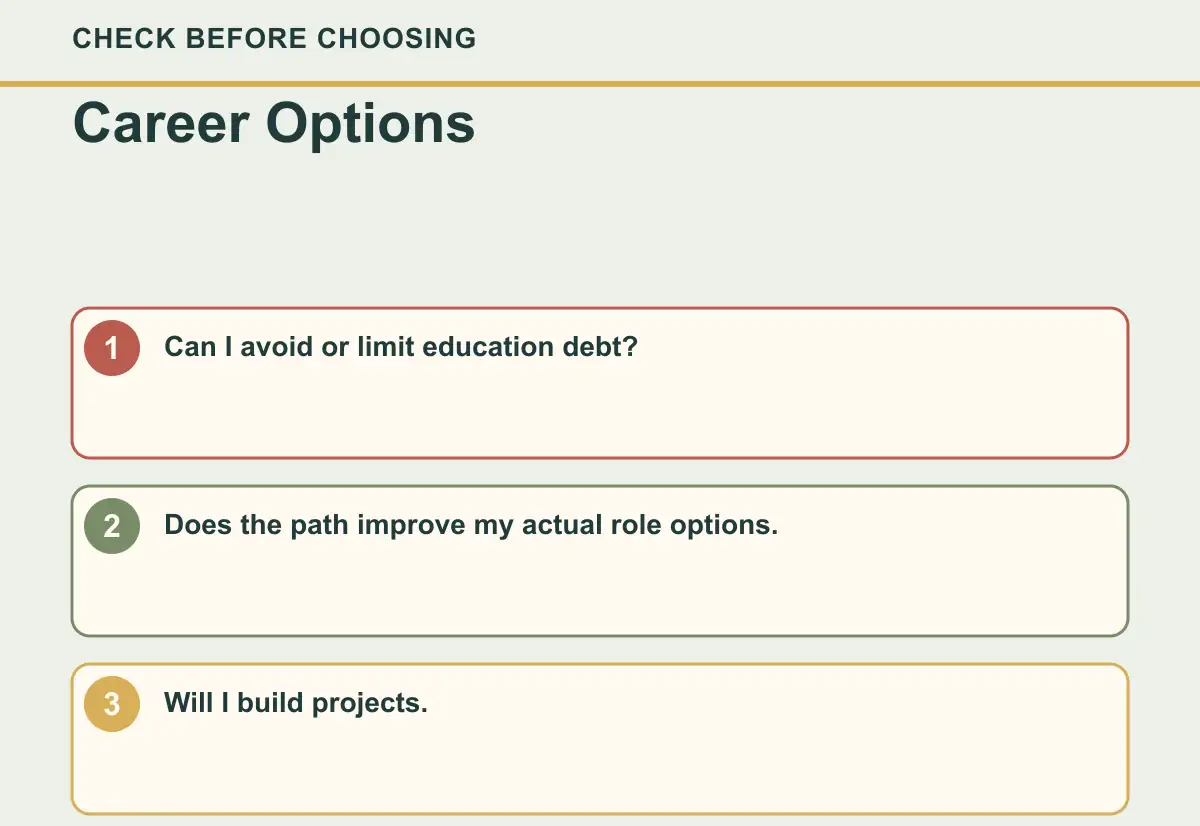 CHECK BEFORE CHOOSING
Career Options
1 Can I avoid or limit education debt?
2 Does the path improve my actual role options.
3 Will I build projects.